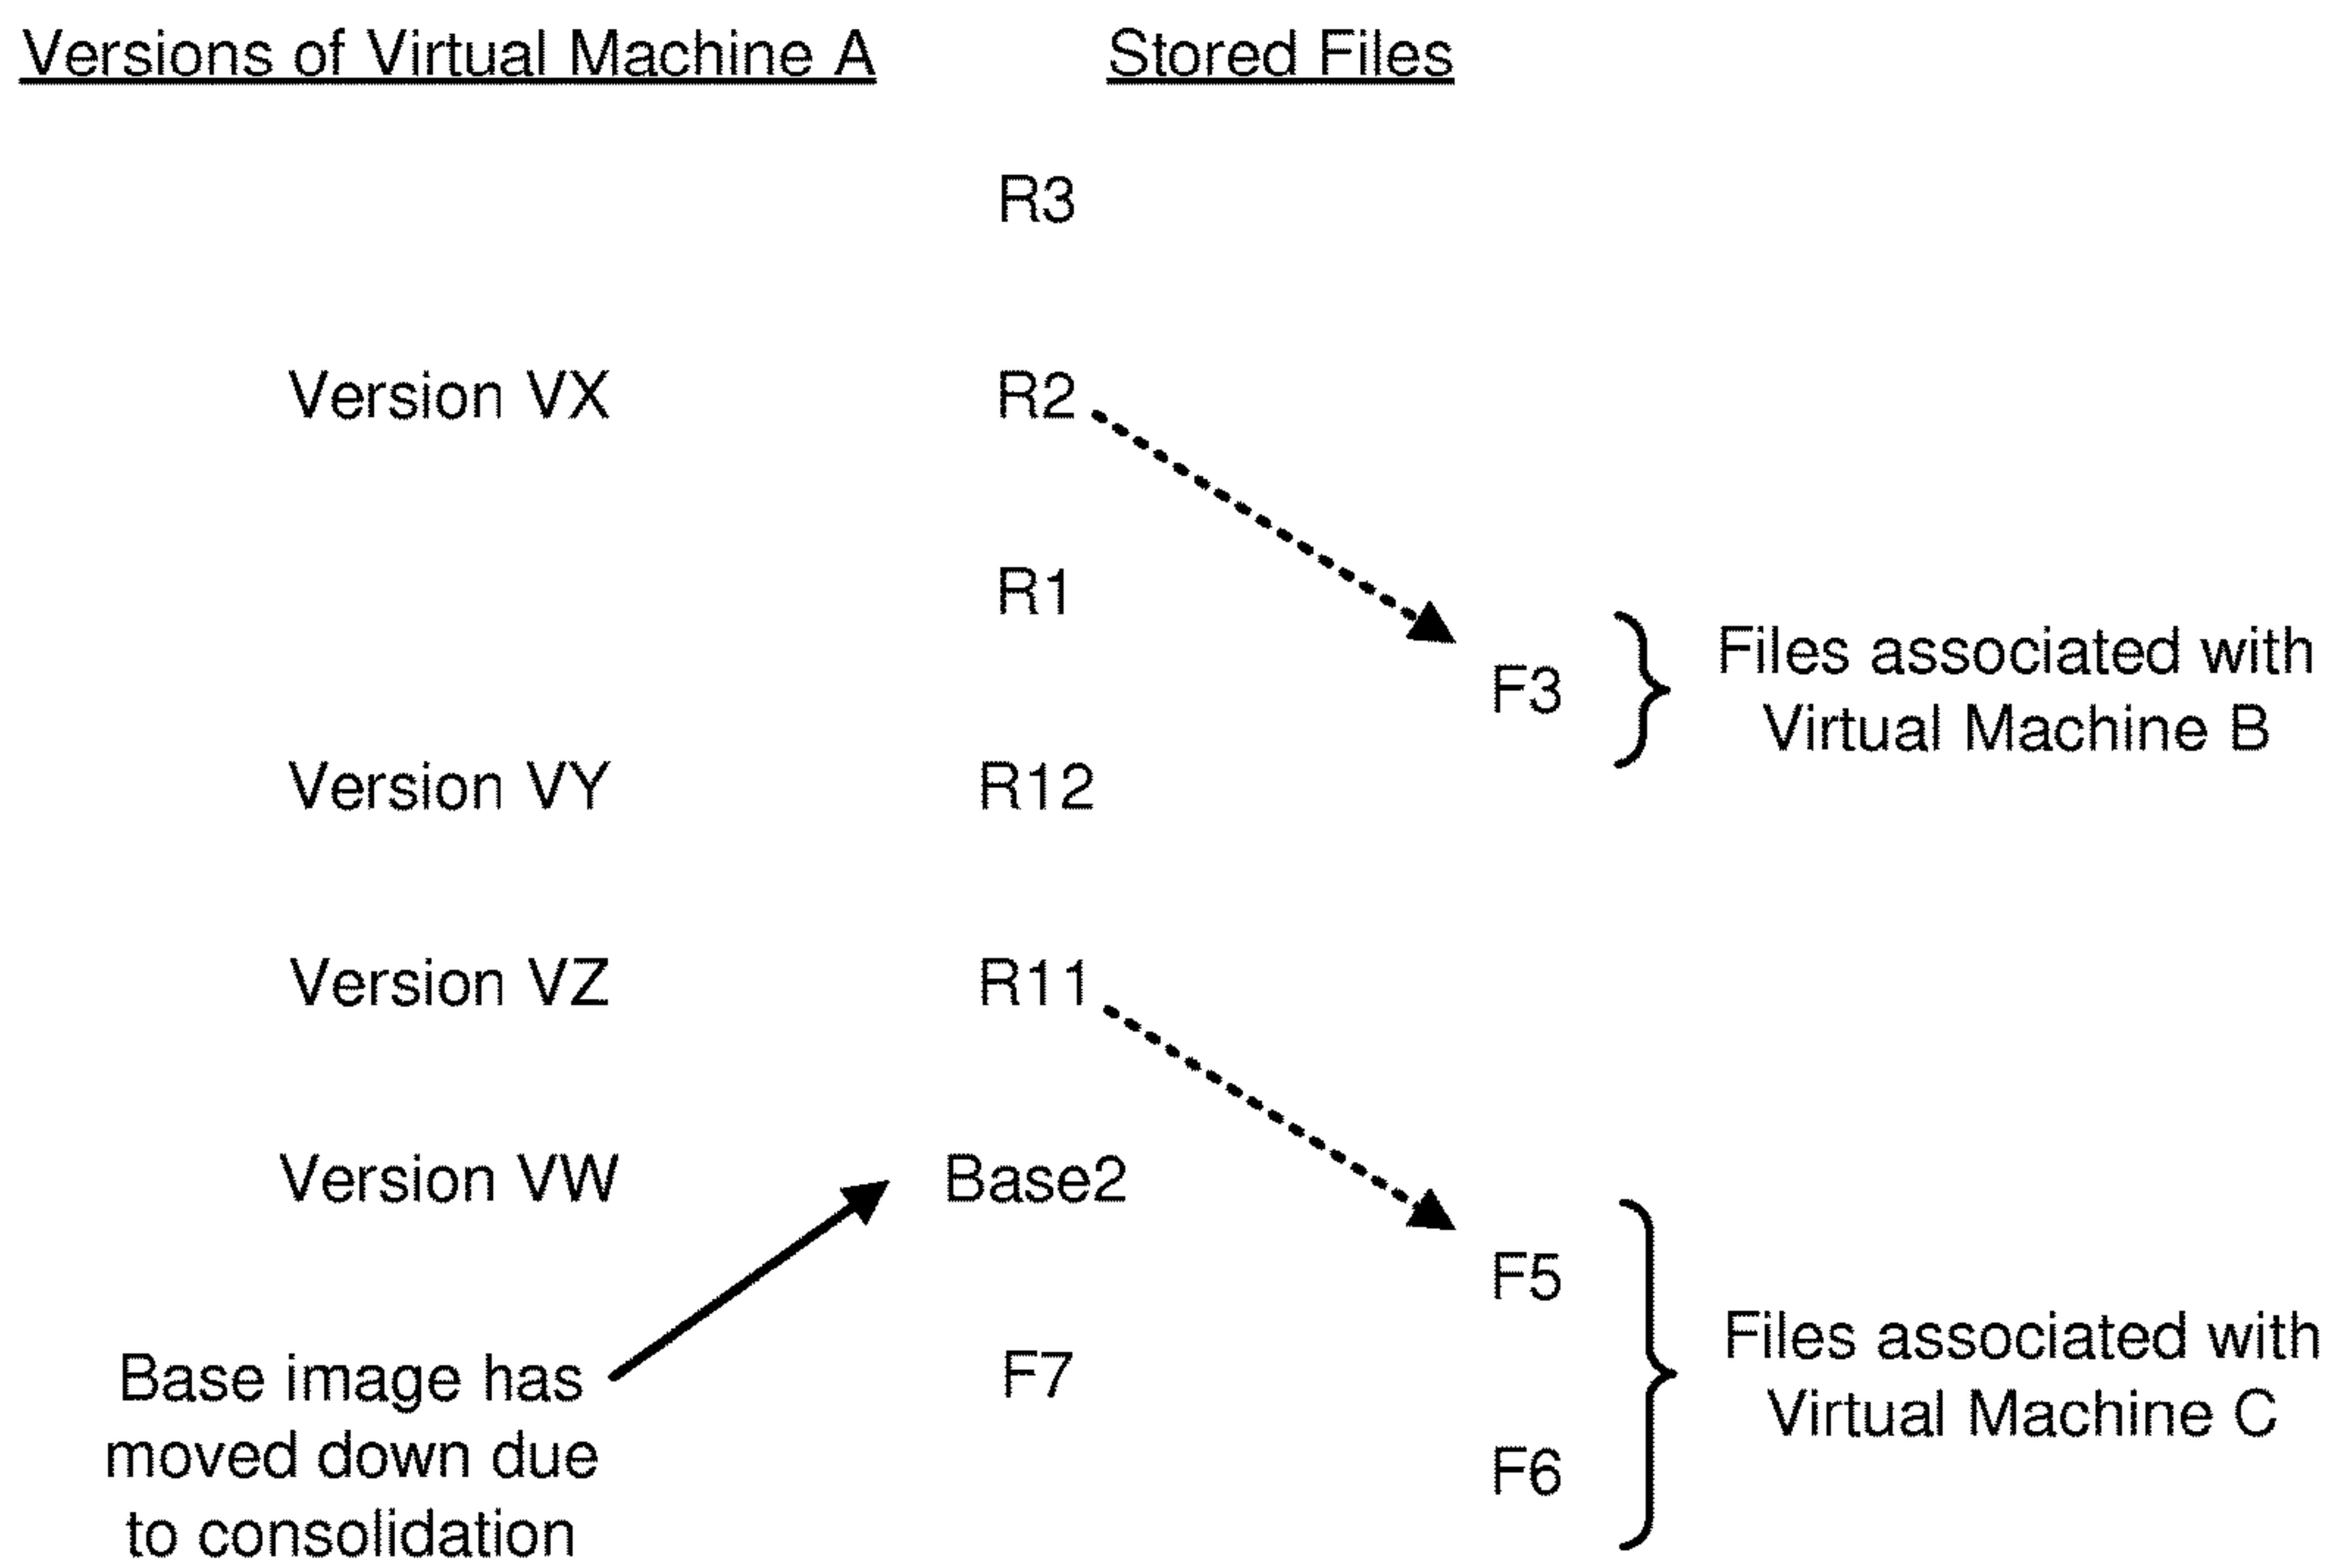 Versions of Virtual Machine A
Stored Files
R3
Version VX
R2
R1
F3
Files associated with
Virtual Machine B
Version VY
R12
Version VZ
R11
Version VW
Base2
F5
Base image has
moved down due
to consolidation
F7
F6
Files associated with
Virtual Machine C